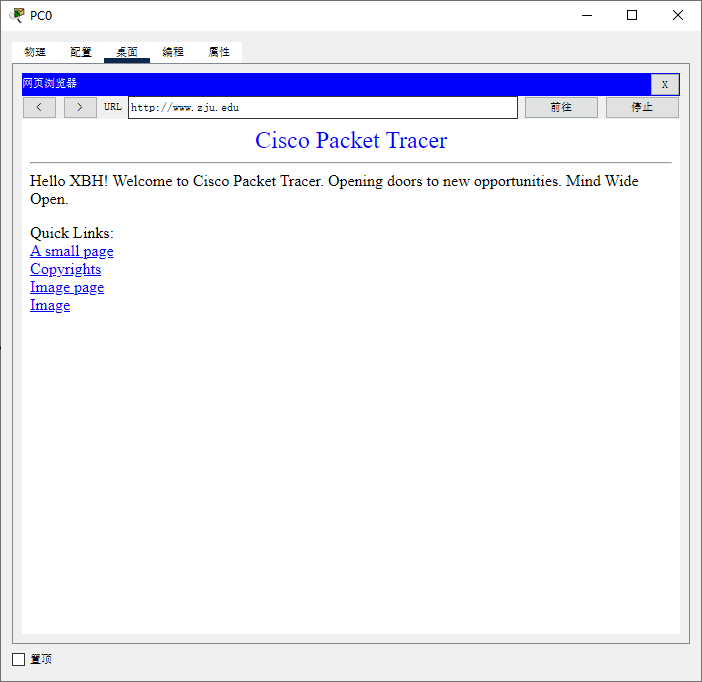 PC0
物理 配置 桌面 编程 属性
网页浏览器 X
< > URL http://www.zju.edu 前往 停止
Cisco Packet Tracer
Hello XBH! Welcome to Cisco Packet Tracer. Opening doors to new opportunities. Mind Wide
Open.
Quick Links:
A small page
Copyrights
Image page
Image
置顶